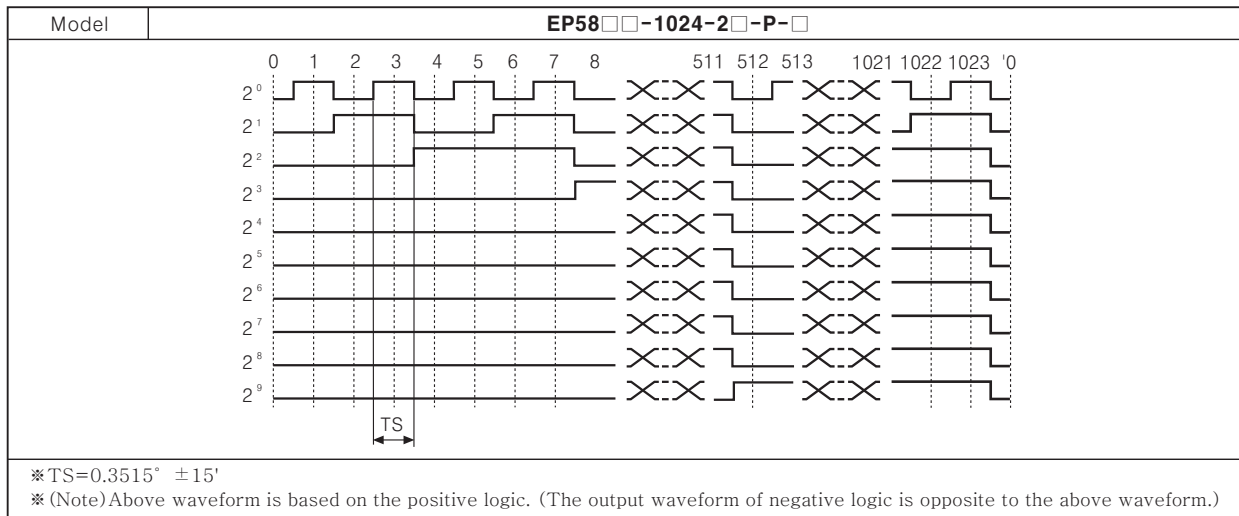 Model EP58□□-1024-2□-P-□
0 1 2 3 4 5 6 7 8 511 512 513 1021 1022 1023 '0
2⁰
2¹
2²
2³
2⁴
2⁵
2⁶
2⁷
2⁸
2⁹
TS
※TS=0.3515° ±15'
※(Note)Above waveform is based on the positive logic. (The output waveform of negative logic is opposite to the above waveform.)